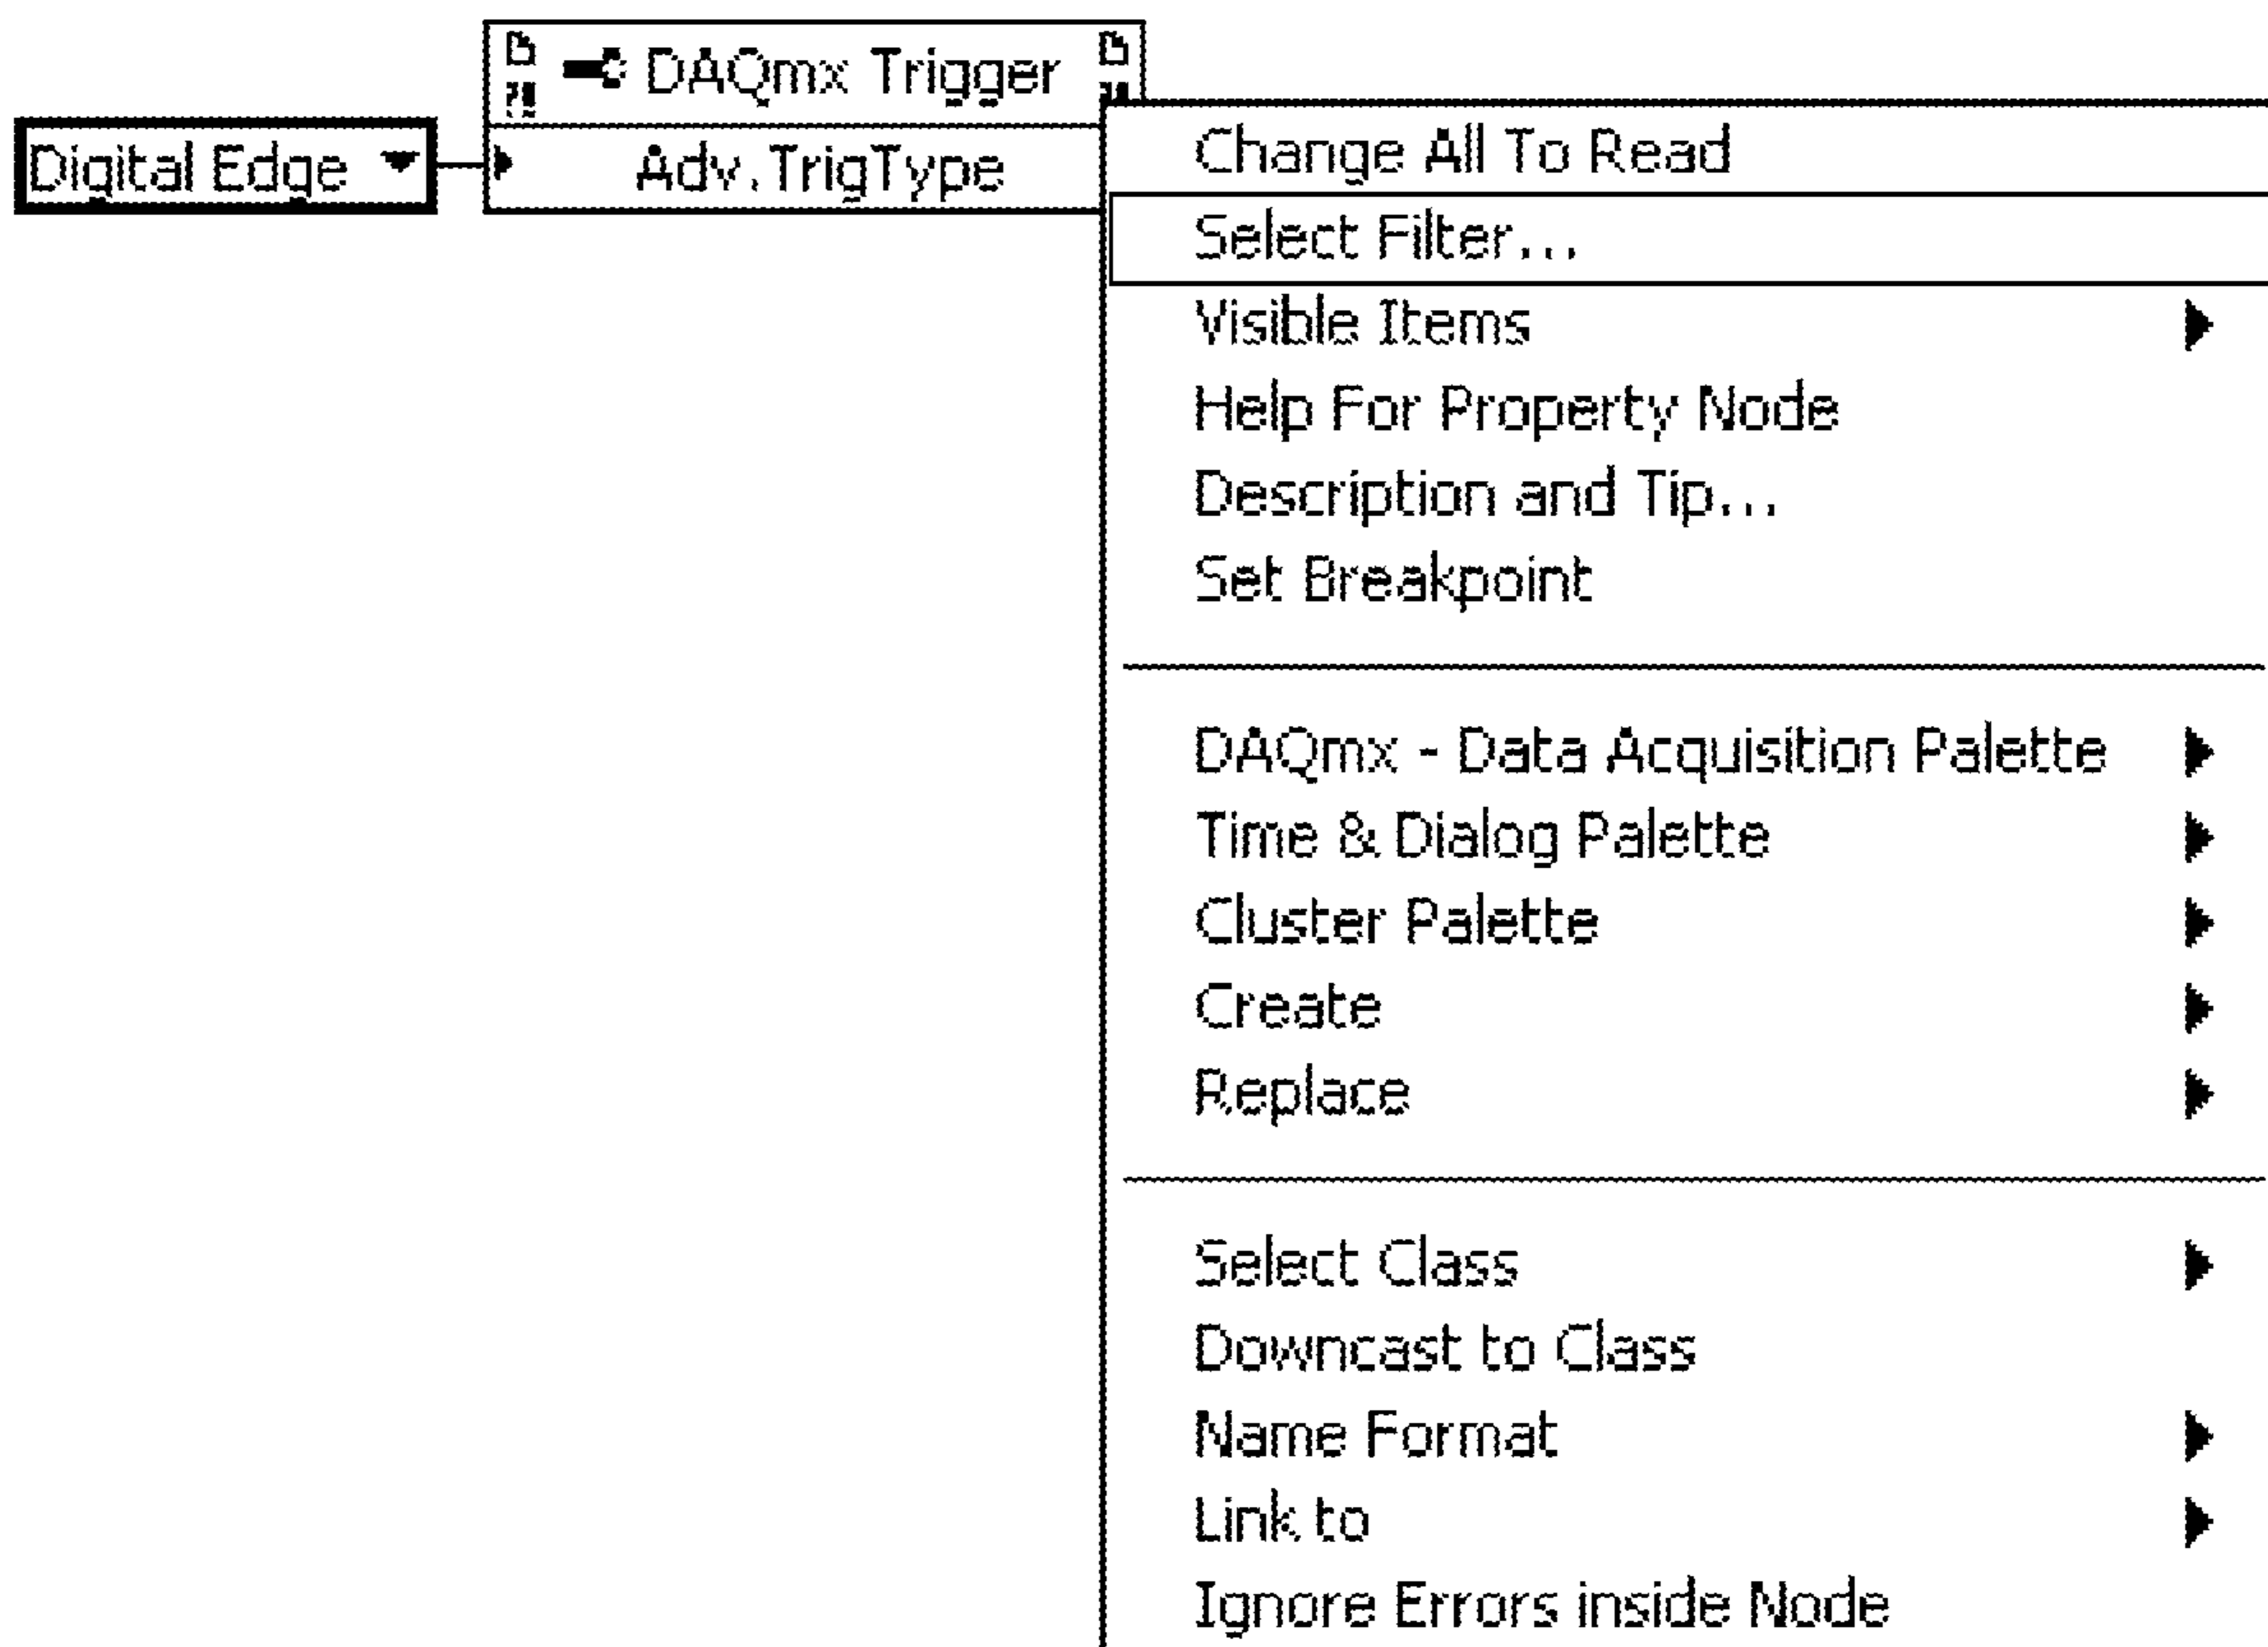 DAQmx Trigger
Digital Edge
Adv.TrigType
Change All To Read
Select Filter...
Visible Items
Help For Property Node
Description and Tip...
Set Breakpoint
DAQmx - Data Acquisition Palette
Time & Dialog Palette
Cluster Palette
Create
Replace
Select Class
Downcast to Class
Name Format
Link to
Ignore Errors inside Node